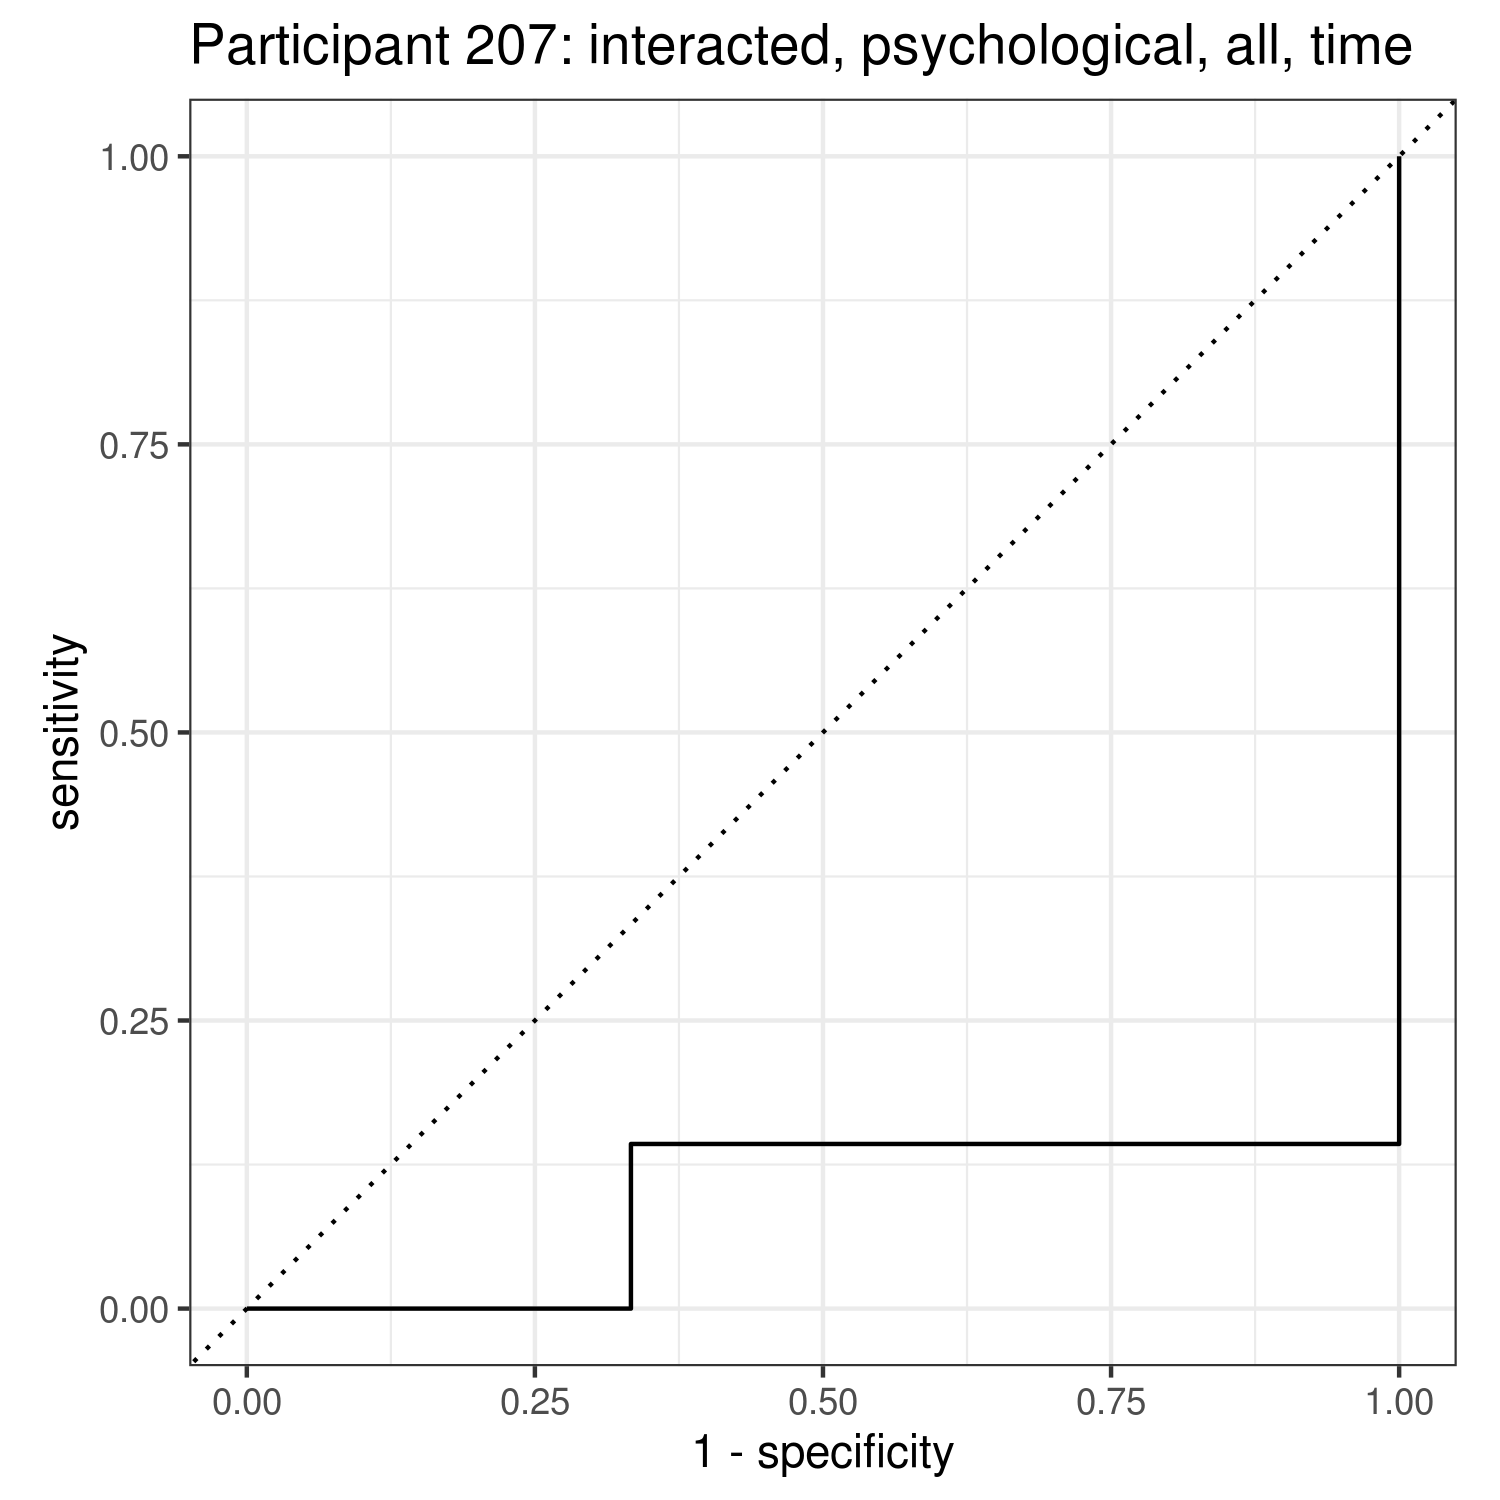 Participant 207: interacted, psychological, all, time
1.00
0.75
0.50
0.25
0.00
sensitivity
0.00 0.25 0.50 0.75 1.00
1 - specificity